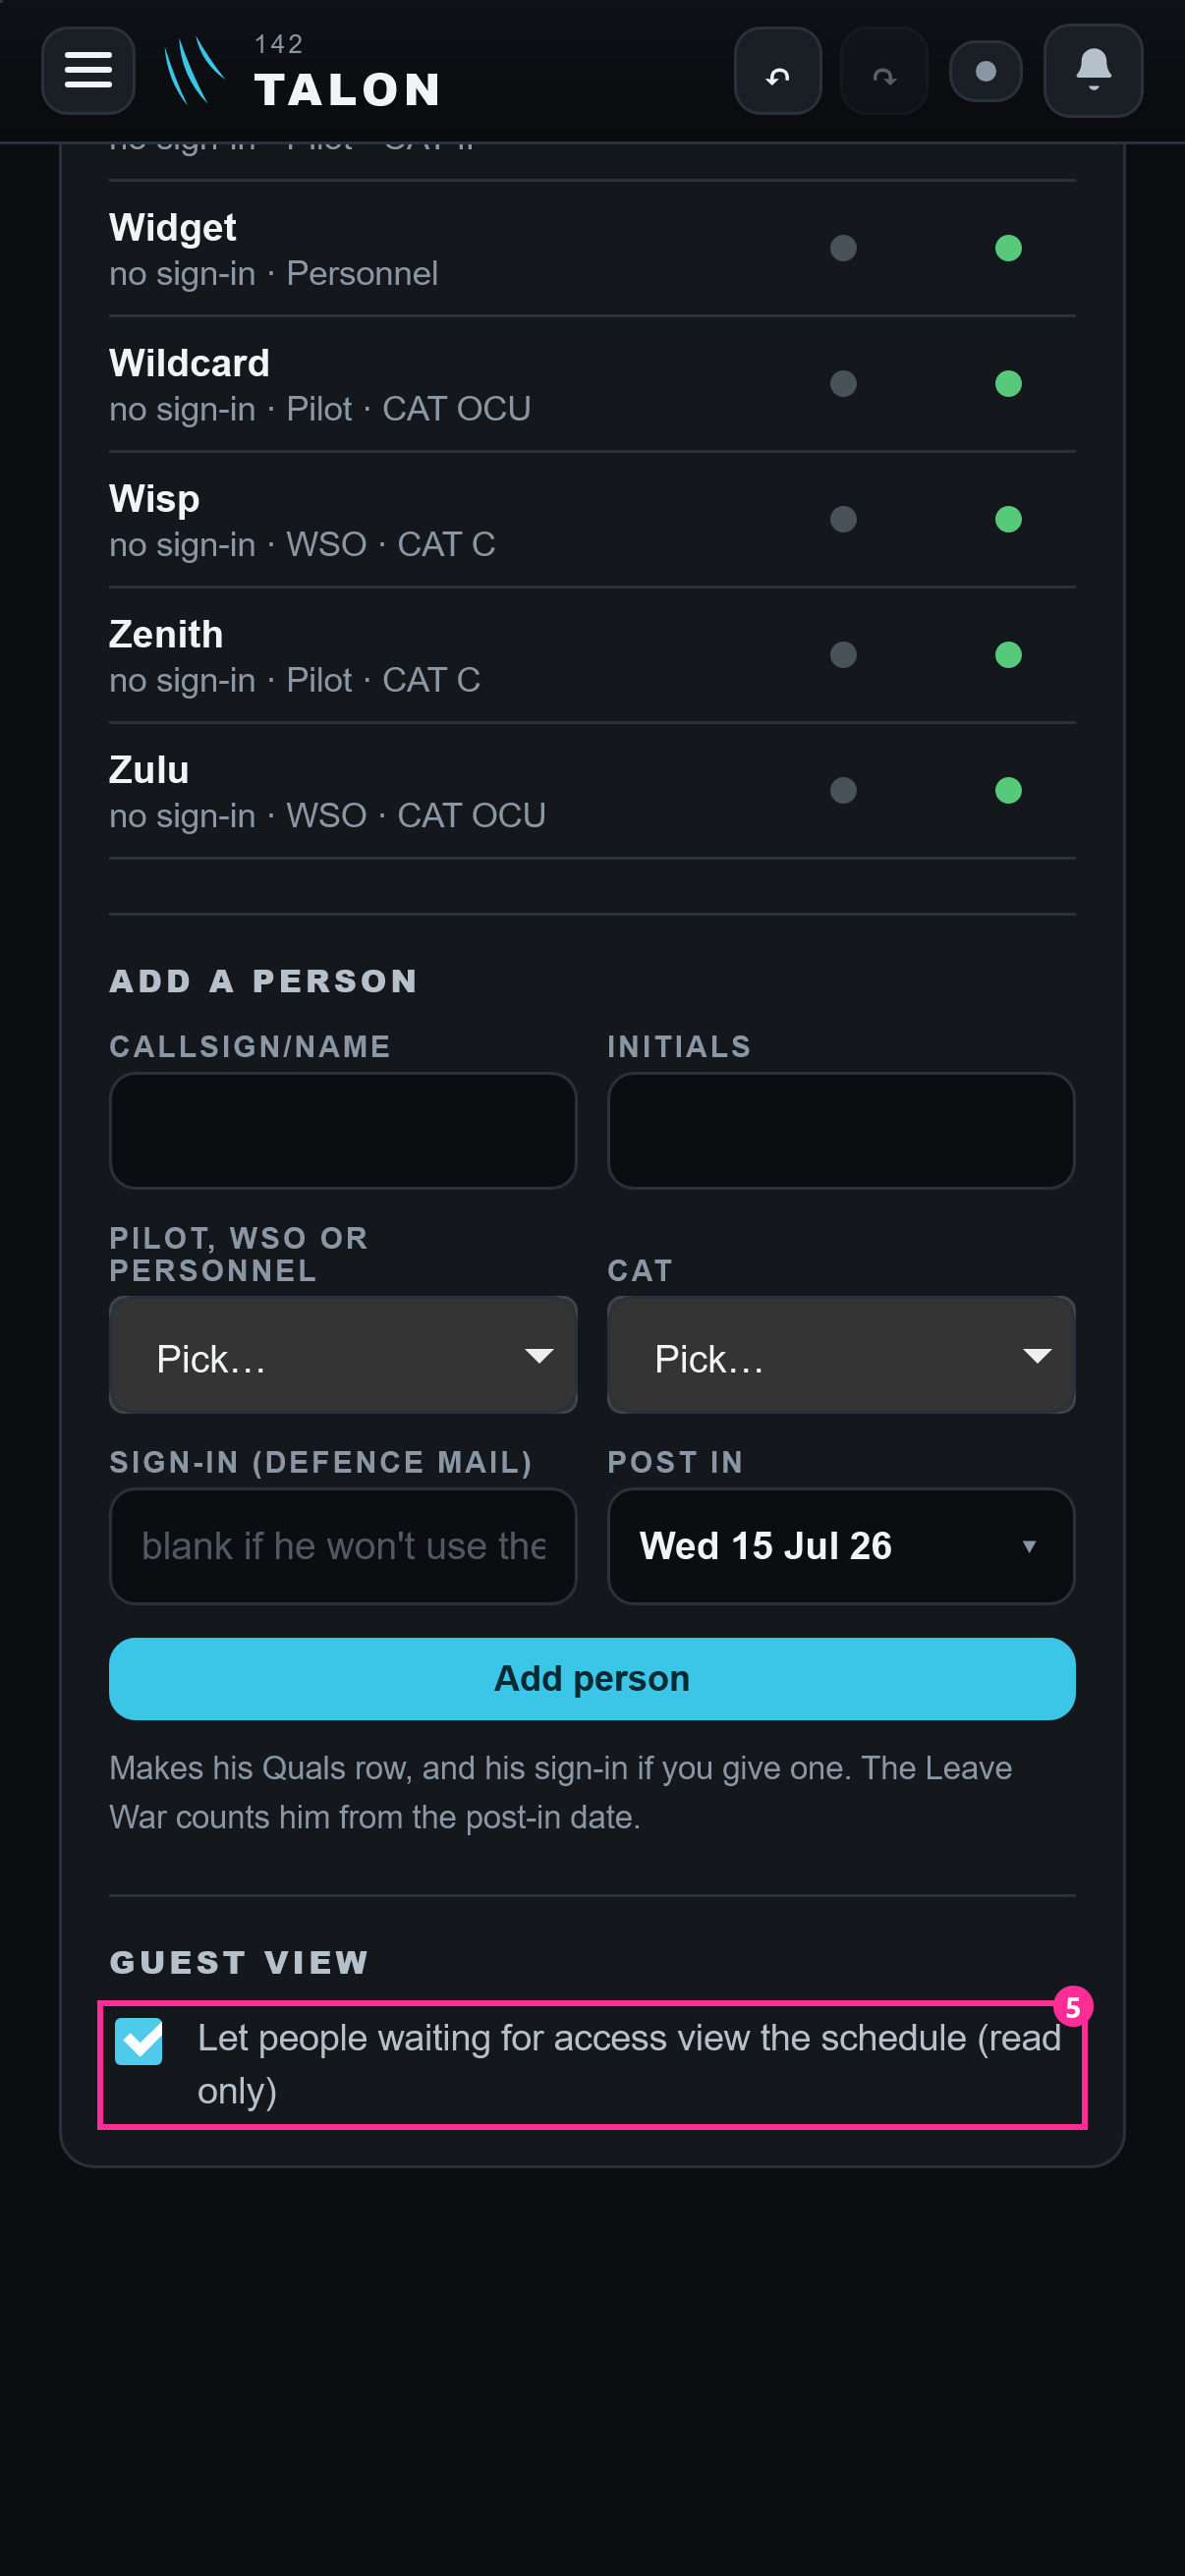 142
TALON
Widget
no sign-in · Personnel
Wildcard
no sign-in · Pilot · CAT OCU
Wisp
no sign-in · WSO · CAT C
Zenith
no sign-in · Pilot · CAT C
Zulu
no sign-in · WSO · CAT OCU
ADD A PERSON
CALLSIGN/NAME
INITIALS
PILOT, WSO OR
PERSONNEL
CAT
Pick...
Pick...
SIGN-IN (DEFENCE MAIL)
POST IN
blank if he won't use the
Wed 15 Jul 26
Add person
Makes his Quals row, and his sign-in if you give one. The Leave
War counts him from the post-in date.
GUEST VIEW
5
Let people waiting for access view the schedule (read
only)